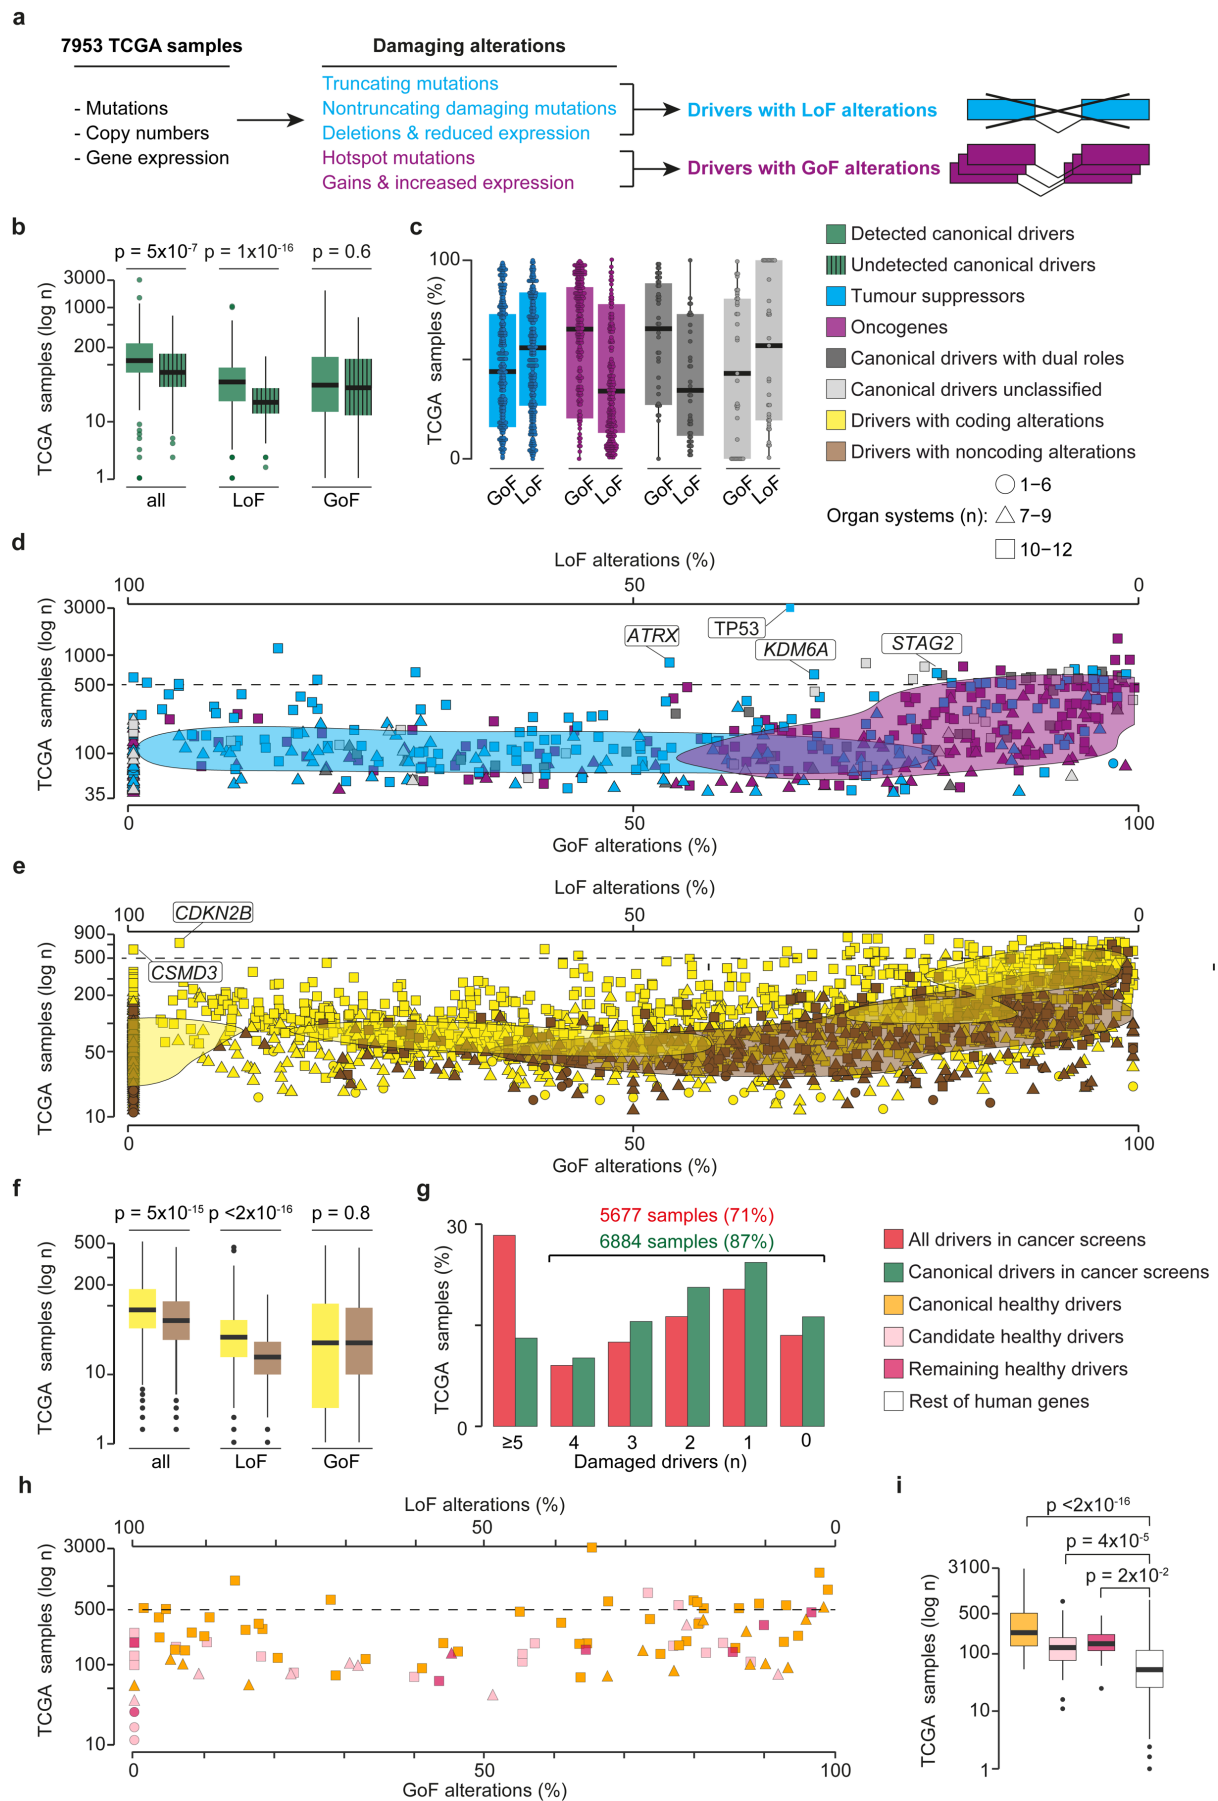 a
7953 TCGA samples
- Mutations
- Copy numbers
- Gene expression
Damaging alterations
Truncating mutations
Nontruncating damaging mutations
Deletions & reduced expression
Hotspot mutations
Gains & increased expression
Drivers with LoF alterations
Drivers with GoF alterations
b
p = 5x10-7
p = 1x10-16
p = 0.6
TCGA samples (log n)
3000
1000
200
10
1
all
LoF
GoF
c
TCGA samples (%)
100
0
GoF
LoF
GoF
LoF
GoF
LoF
GoF
LoF
Detected canonical drivers
Undetected canonical drivers
Tumour suppressors
Oncogenes
Canonical drivers with dual roles
Canonical drivers unclassified
Drivers with coding alterations
Drivers with noncoding alterations
Organ systems (n):
1–6
7–9
10–12
d
LoF alterations (%)
100
50
0
TCGA samples (log n)
3000
1000
500
100
35
ATRX
TP53
KDM6A
STAG2
0
50
100
GoF alterations (%)
e
LoF alterations (%)
100
50
0
TCGA samples (log n)
900
500
200
50
10
CDKN2B
CSMD3
0
50
100
GoF alterations (%)
f
p = 5x10-15
p <2x10-16
p = 0.8
TCGA samples (log n)
500
200
10
1
all
LoF
GoF
g
5677 samples (71%)
6884 samples (87%)
TCGA samples (%)
30
0
≥5
4
3
2
1
0
Damaged drivers (n)
All drivers in cancer screens
Canonical drivers in cancer screens
Canonical healthy drivers
Candidate healthy drivers
Remaining healthy drivers
Rest of human genes
h
LoF alterations (%)
100
50
0
TCGA samples (log n)
3000
500
100
10
0
50
100
GoF alterations (%)
i
p <2x10-16
p = 4x10-5
p = 2x10-2
TCGA samples (log n)
3100
500
100
10
1